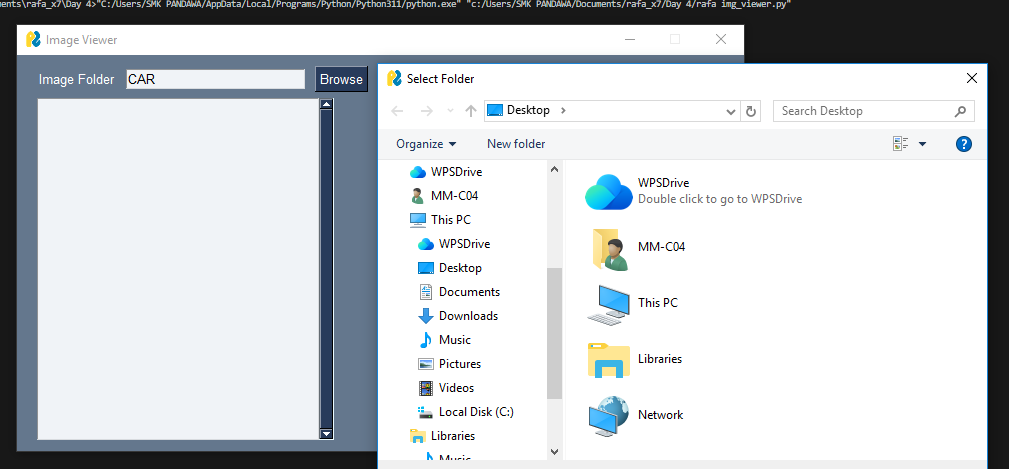 ments\rafa_x7\Day 4>"C:/Users/SMK PANDAWA/AppData/Local/Programs/Python/Python311/python.exe" "c:/Users/SMK PANDAWA/Documents/rafa_x7/Day 4/rafa img_viewer.py"
Image Viewer
Image Folder CAR Browse
Select Folder
Desktop
Search Desktop
Organize
New folder
WPSDrive
MM-C04
This PC
WPSDrive
Desktop
Documents
Downloads
Music
Pictures
Videos
Local Disk (C:)
Libraries
Music
WPSDrive
Double click to go to WPSDrive
MM-C04
This PC
Libraries
Network